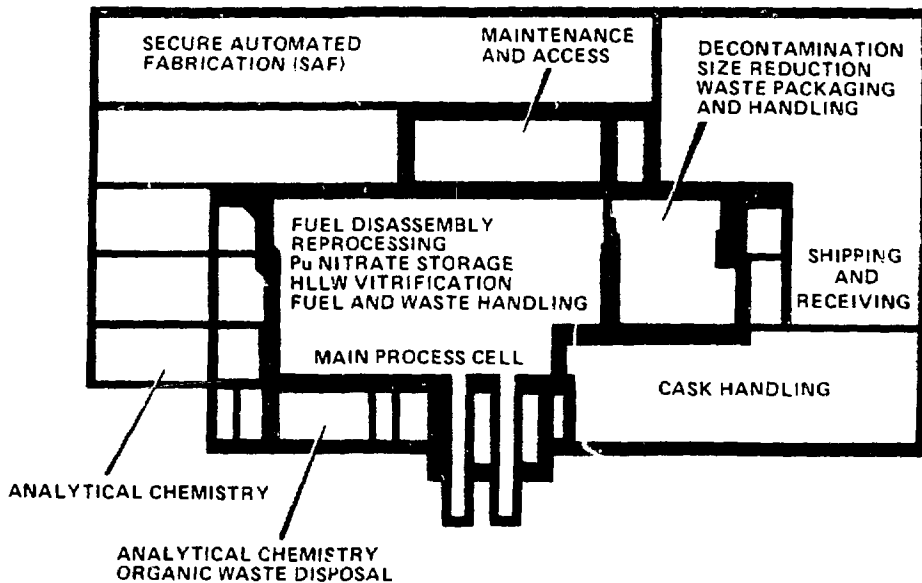 SECURE AUTOMATED
FABRICATION (SAF)
MAINTENANCE
AND ACCESS
DECONTAMINATION
SIZE REDUCTION
WASTE PACKAGING
AND HANDLING
FUEL DISASSEMBLY
REPROCESSING
Pu NITRATE STORAGE
HLLW VITRIFICATION
FUEL AND WASTE HANDLING
SHIPPING
AND
RECEIVING
MAIN PROCESS CELL
CASK HANDLING
ANALYTICAL CHEMISTRY
ANALYTICAL CHEMISTRY
ORGANIC WASTE DISPOSAL